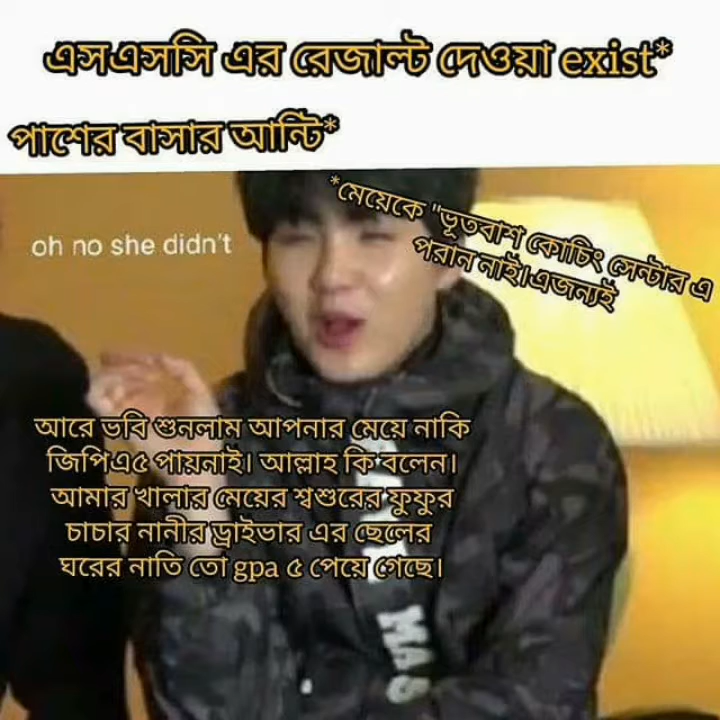 এসএসসি এর রেজাল্ট দেওয়া exist*
পাশের বাসার আন্টি*
*মেয়েকে "ভূতবাশ কোচিং সেন্টার এ
পরান নাই।এজন্যই
oh no she didn't
আরে ভবি শুনলাম আপনার মেয়ে নাকি
জিপিএ৫ পায়নাই। আল্লাহ কি বলেন।
আমার খালার মেয়ের শ্বশুরের ফুফুর
চাচার নানীর ড্রাইভার এর ছেলের
ঘরের নাতি তো gpa ৫ পেয়ে গেছে।
MAS